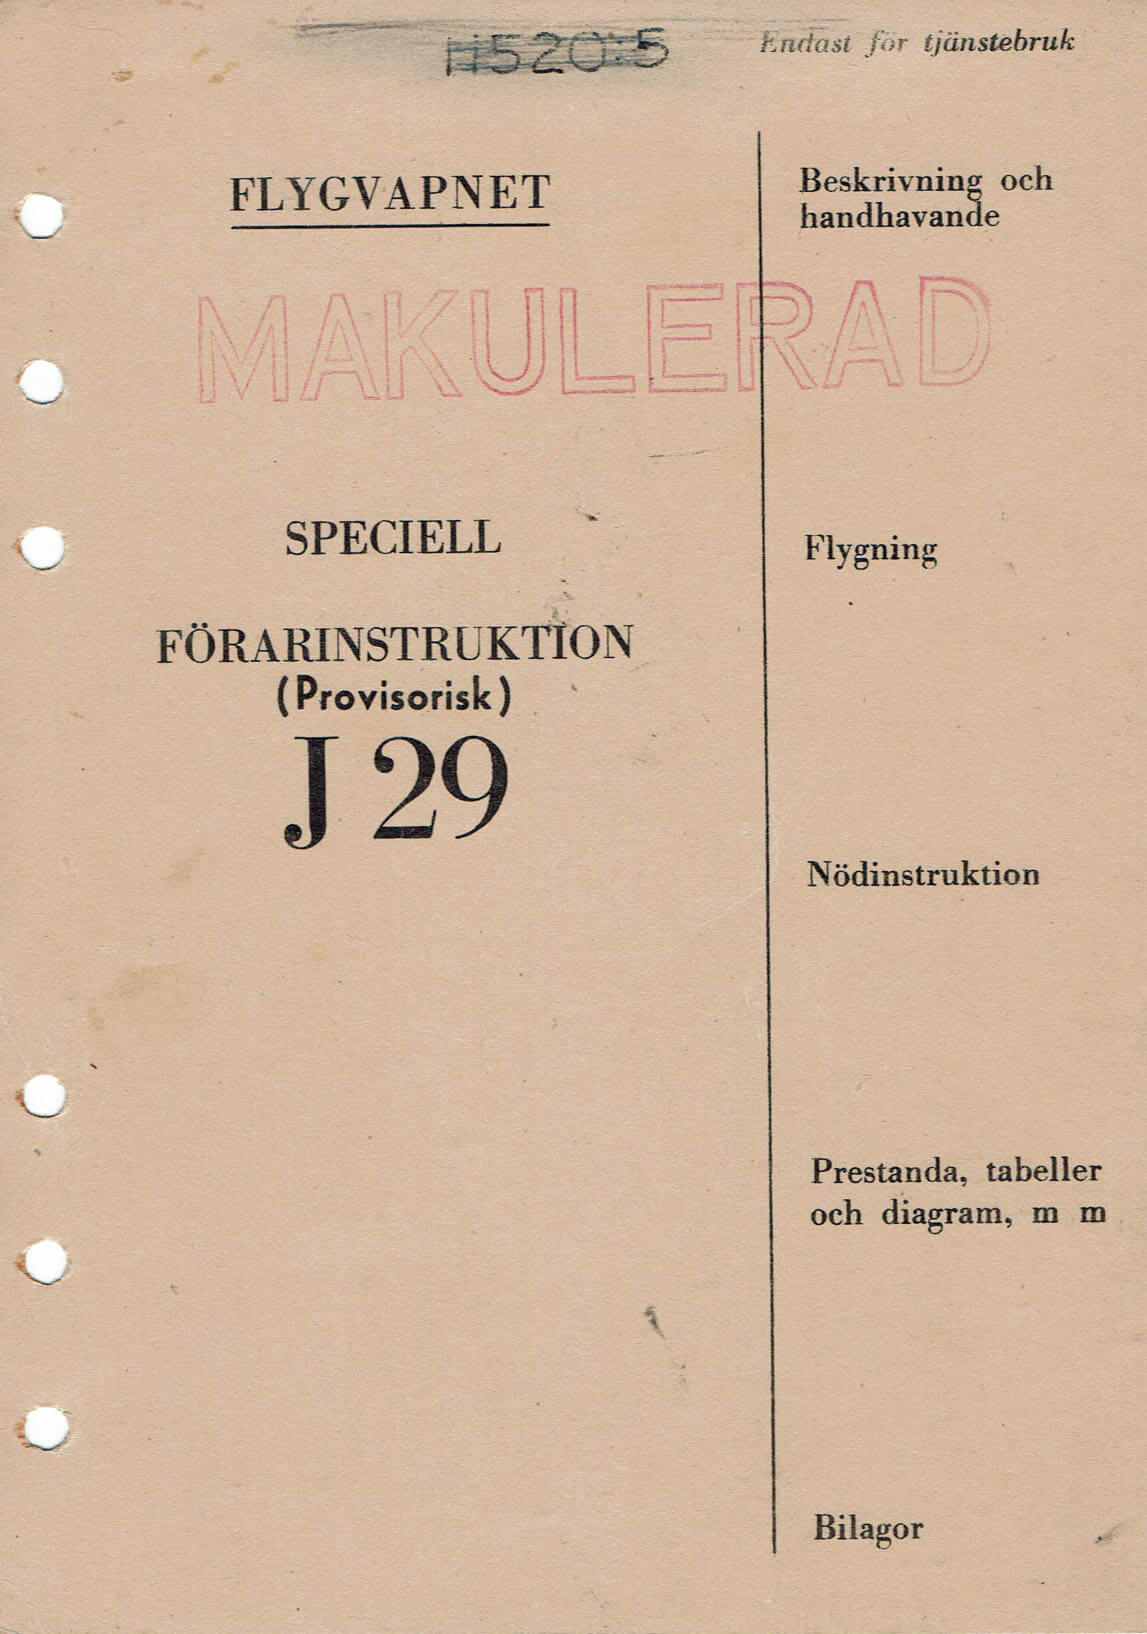 H520:5
Endast för tjänstebruk
FLYGVAPNET
MAKULERAD
SPECIELL
FÖRARINSTRUKTION
(Provisorisk)
J 29
Beskrivning och
handhavande
Flygning
Nödinstruktion
Prestanda, tabeller
och diagram, m m
Bilagor